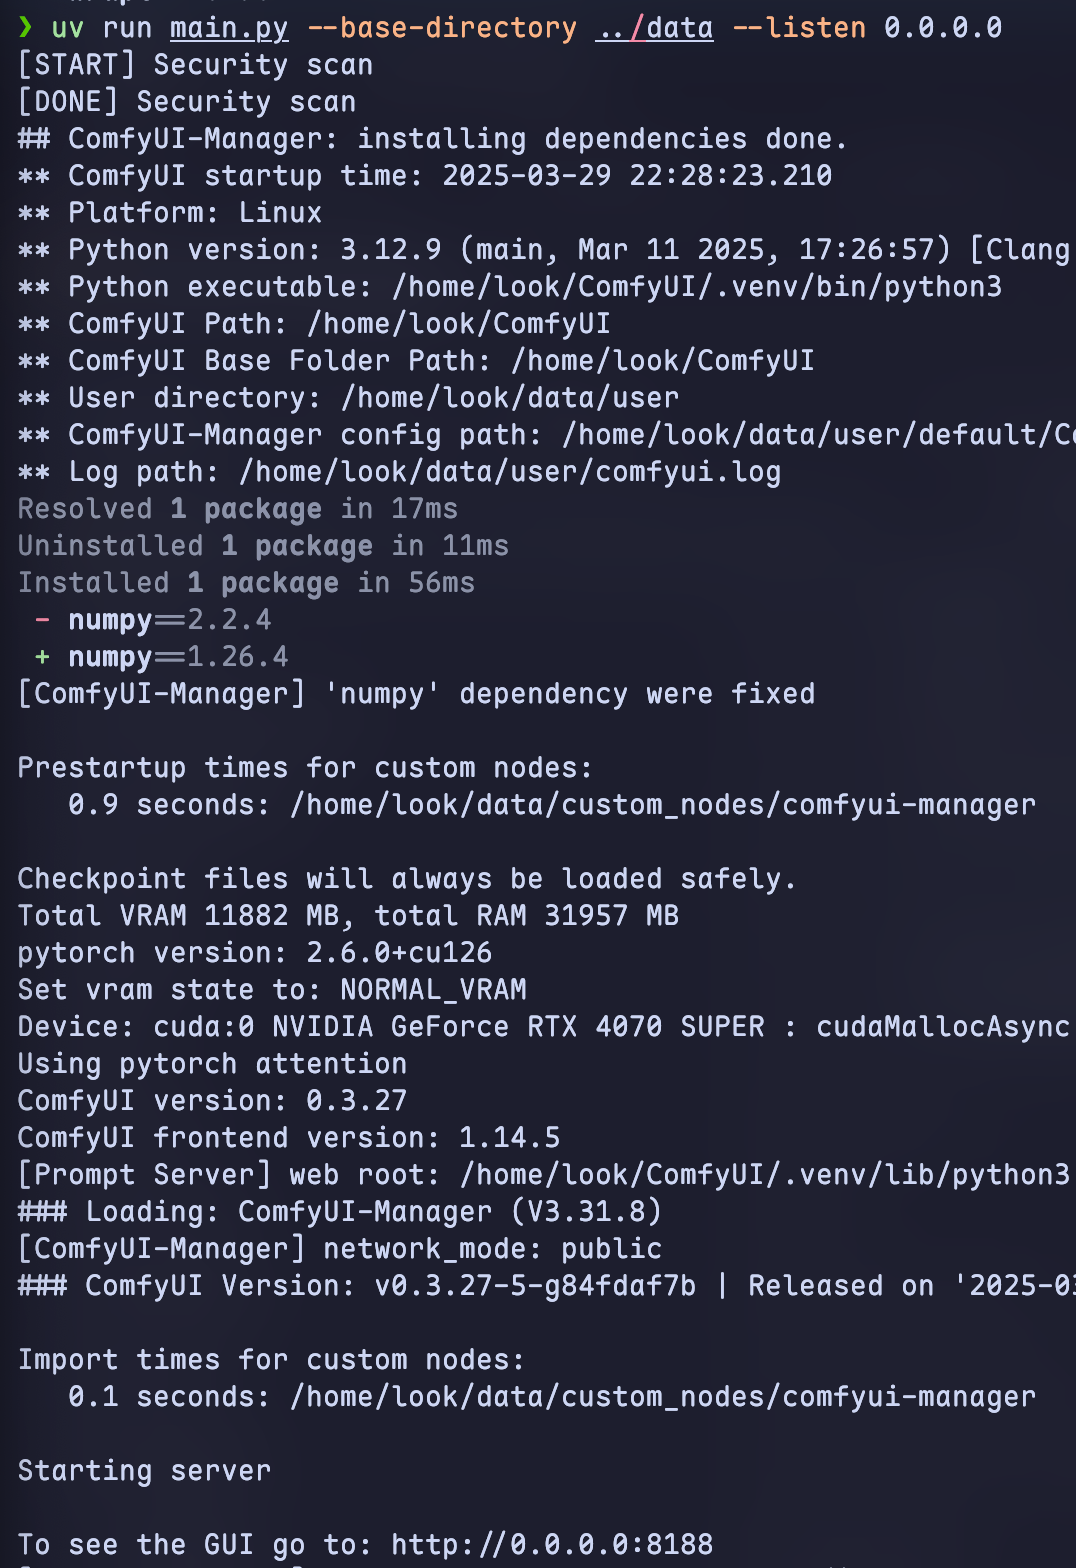 ❯ uv run main.py --base-directory ../data --listen 0.0.0.0
[START] Security scan
[DONE] Security scan
## ComfyUI-Manager: installing dependencies done.
** ComfyUI startup time: 2025-03-29 22:28:23.210
** Platform: Linux
** Python version: 3.12.9 (main, Mar 11 2025, 17:26:57) [Clang
** Python executable: /home/look/ComfyUI/.venv/bin/python3
** ComfyUI Path: /home/look/ComfyUI
** ComfyUI Base Folder Path: /home/look/ComfyUI
** User directory: /home/look/data/user
** ComfyUI-Manager config path: /home/look/data/user/default/Co
** Log path: /home/look/data/user/comfyui.log
Resolved 1 package in 17ms
Uninstalled 1 package in 11ms
Installed 1 package in 56ms
- numpy==2.2.4
+ numpy==1.26.4
[ComfyUI-Manager] 'numpy' dependency were fixed
Prestartup times for custom nodes:
0.9 seconds: /home/look/data/custom_nodes/comfyui-manager
Checkpoint files will always be loaded safely.
Total VRAM 11882 MB, total RAM 31957 MB
pytorch version: 2.6.0+cu126
Set vram state to: NORMAL_VRAM
Device: cuda:0 NVIDIA GeForce RTX 4070 SUPER : cudaMallocAsync
Using pytorch attention
ComfyUI version: 0.3.27
ComfyUI frontend version: 1.14.5
[Prompt Server] web root: /home/look/ComfyUI/.venv/lib/python3
### Loading: ComfyUI-Manager (V3.31.8)
[ComfyUI-Manager] network_mode: public
### ComfyUI Version: v0.3.27-5-g84fdaf7b | Released on '2025-03
Import times for custom nodes:
0.1 seconds: /home/look/data/custom_nodes/comfyui-manager
Starting server
To see the GUI go to: http://0.0.0.0:8188